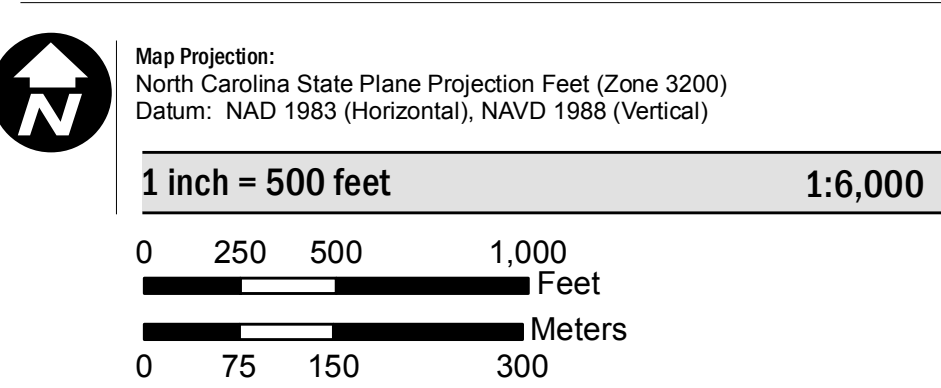 N
Map Projection:
North Carolina State Plane Projection Feet (Zone 3200)
Datum:  NAD 1983 (Horizontal), NAVD 1988 (Vertical)
1 inch = 500 feet 1:6,000
0 250 500 1,000
Feet
Meters
0 75 150 300